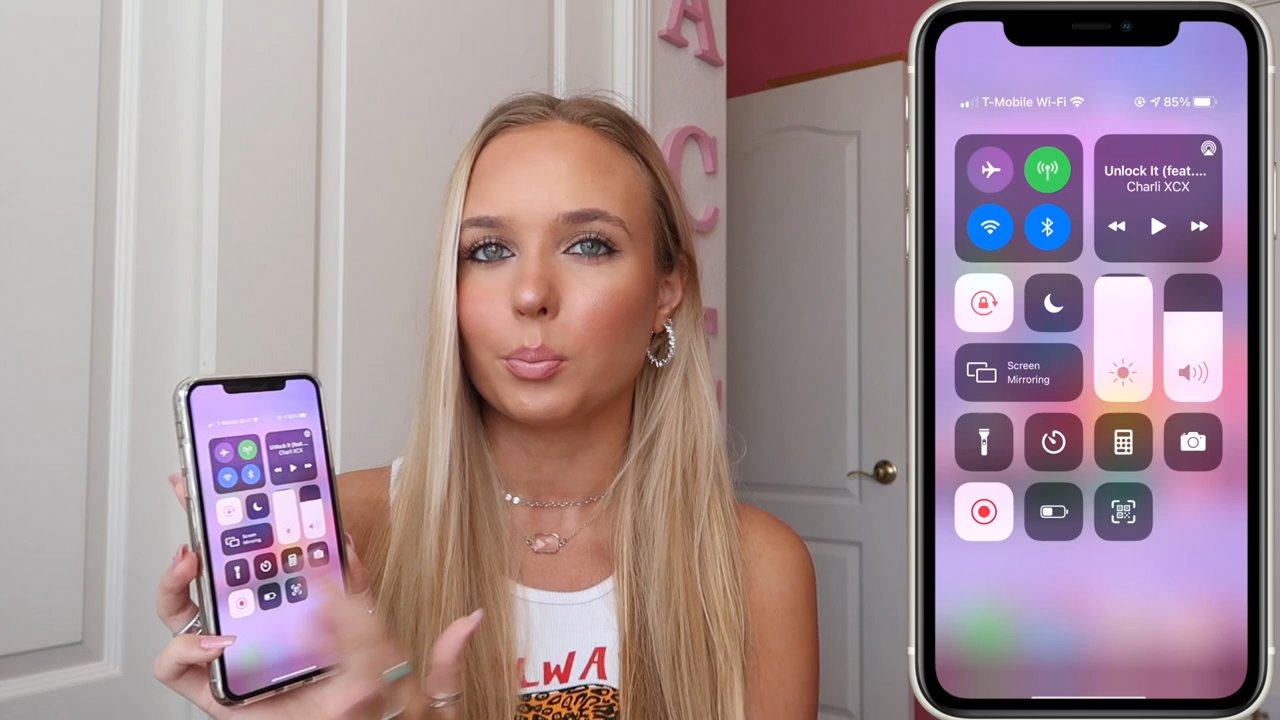 A
C
LWA
T-Mobile Wi-Fi
85%
Unlock It (feat....
Charli XCX
Screen
Mirroring
T-Mobile Wi-Fi 85%
Unlock It (feat....
Charli XCX
Screen
Mirroring